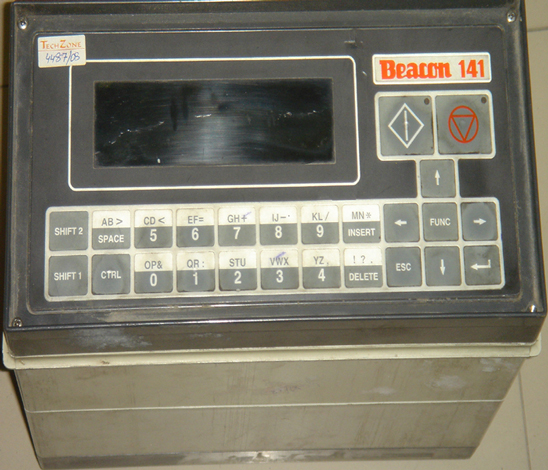 TECHZONE
4487/03
Beacon 141
SHIFT 2
AB > SPACE
CD < 5
EF= 6
GH+ 7
IJ-· 8
KL/ 9
MN* INSERT
FUNC
SHIFT 1
CTRL
OP& 0
QR: 1
STU 2
VWX 3
YZ, 4
! ? . DELETE
ESC